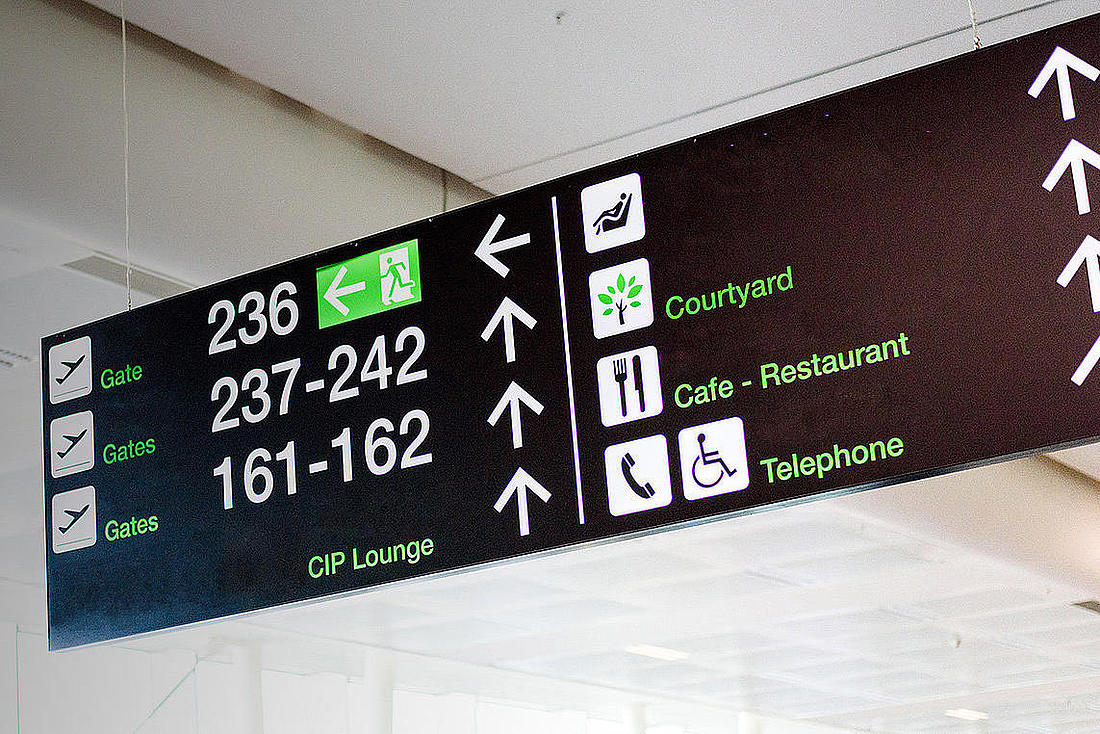 Gate 236
Gates 237-242
Gates 161-162
CIP Lounge
Courtyard
Cafe - Restaurant
Telephone